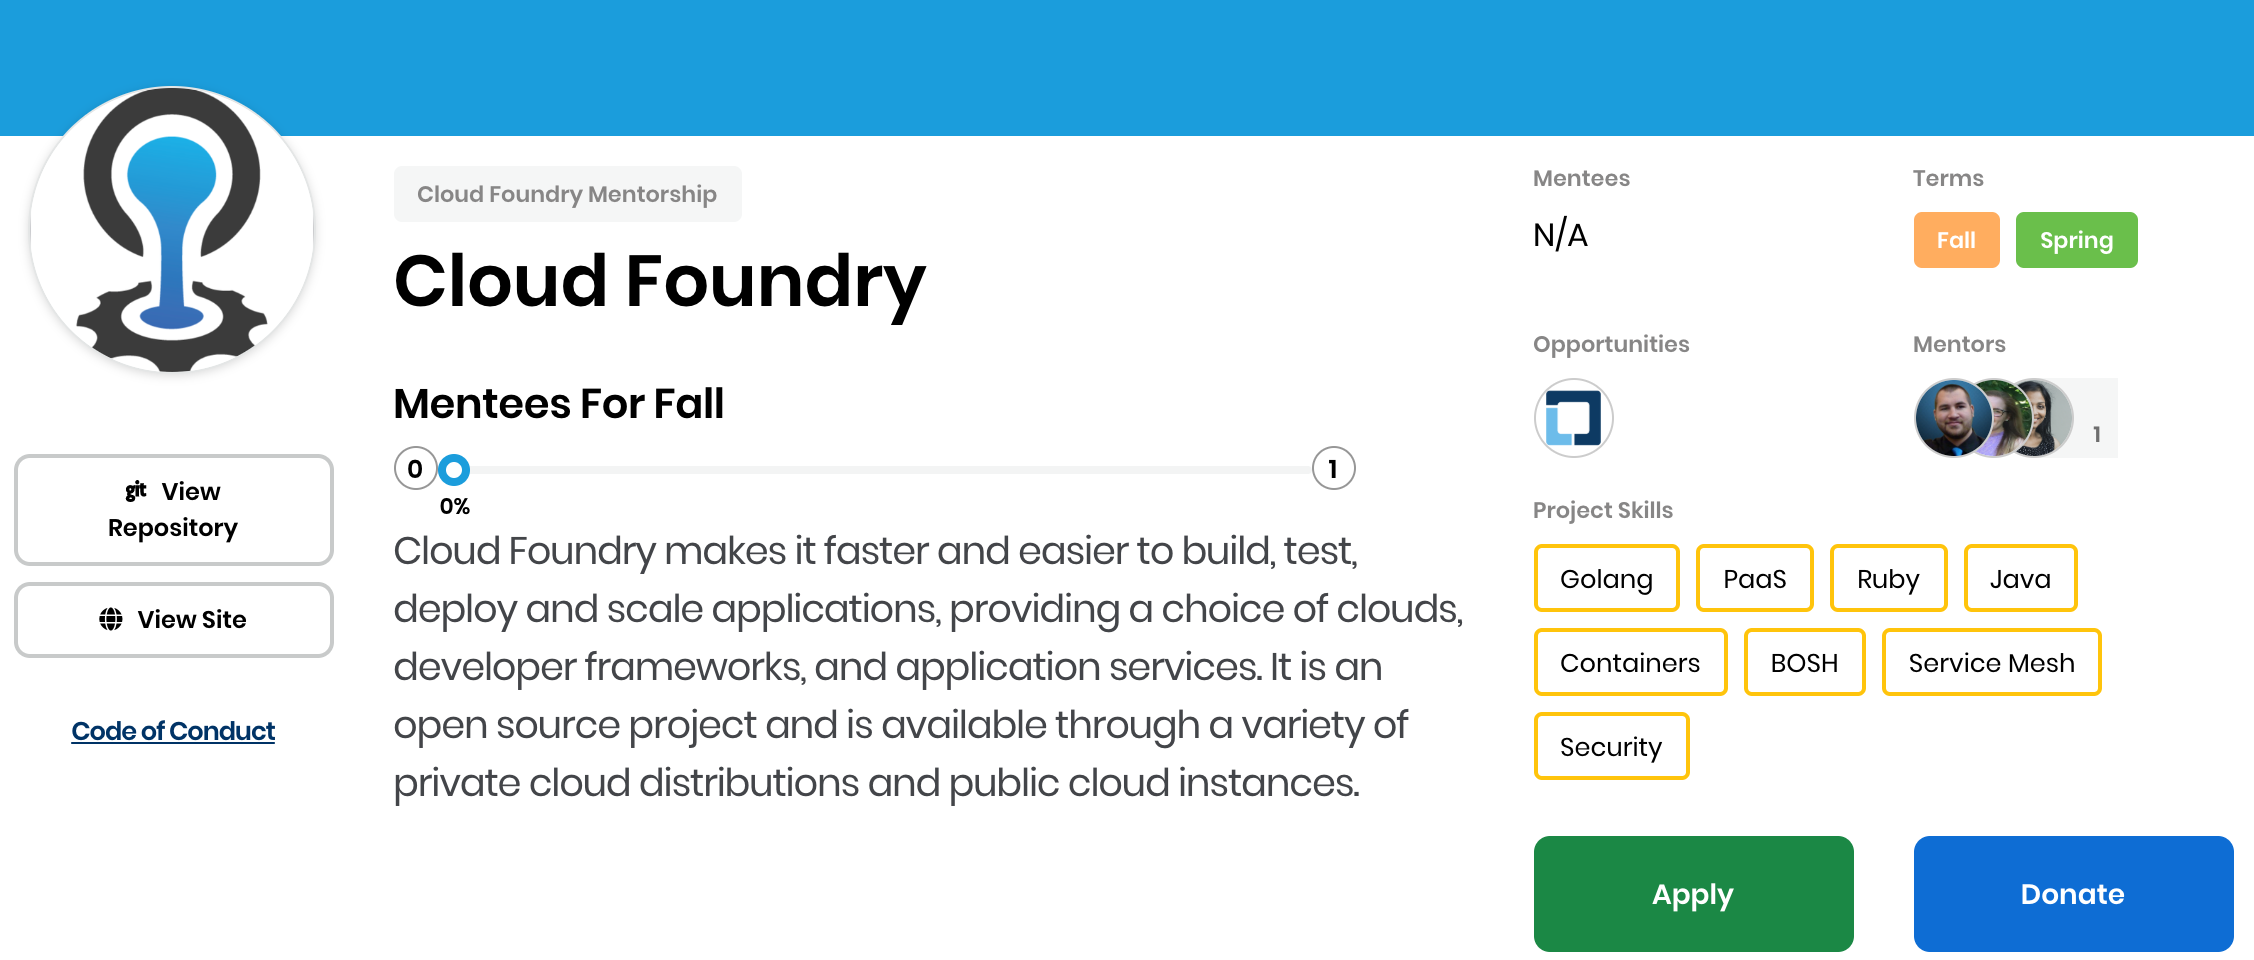 Cloud Foundry Mentorship
Cloud Foundry
Mentees For Fall
0
1
0%
Cloud Foundry makes it faster and easier to build, test,
deploy and scale applications, providing a choice of clouds,
developer frameworks, and application services. It is an
open source project and is available through a variety of
private cloud distributions and public cloud instances.
git View
Repository
View Site
Code of Conduct
Mentees
N/A
Terms
Fall
Spring
Opportunities
Mentors
1
Project Skills
Golang
PaaS
Ruby
Java
Containers
BOSH
Service Mesh
Security
Apply
Donate